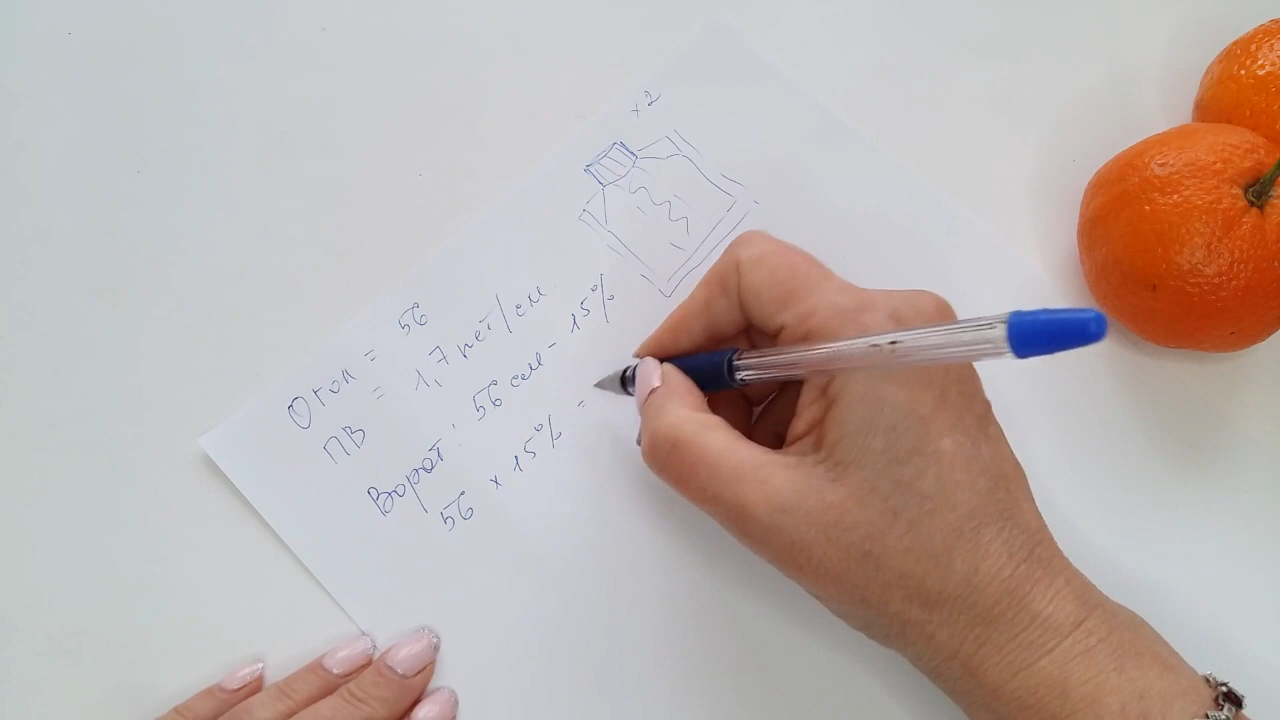 x 2
Огол = 56
ПВ = 1,7 пет/см
Ворот: 56 см - 15%
56 x 15% =